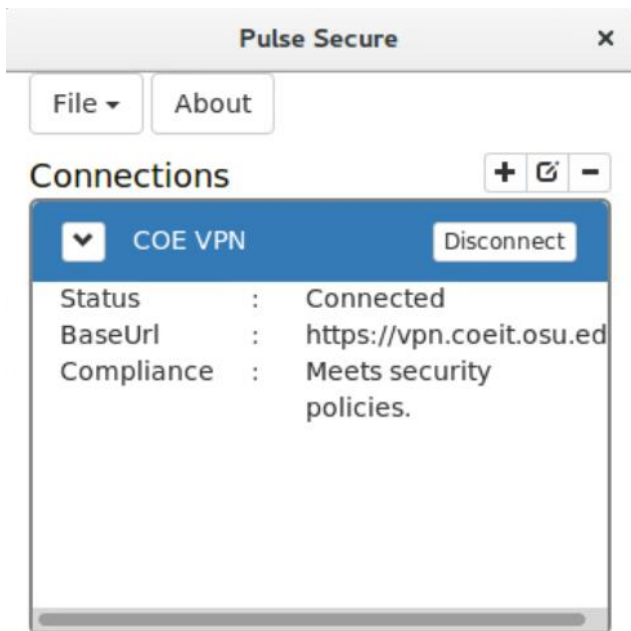 Pulse Secure
File About
Connections
COE VPN Disconnect
Status : Connected
BaseUrl : https://vpn.coeit.osu.ed
Compliance : Meets security
policies.